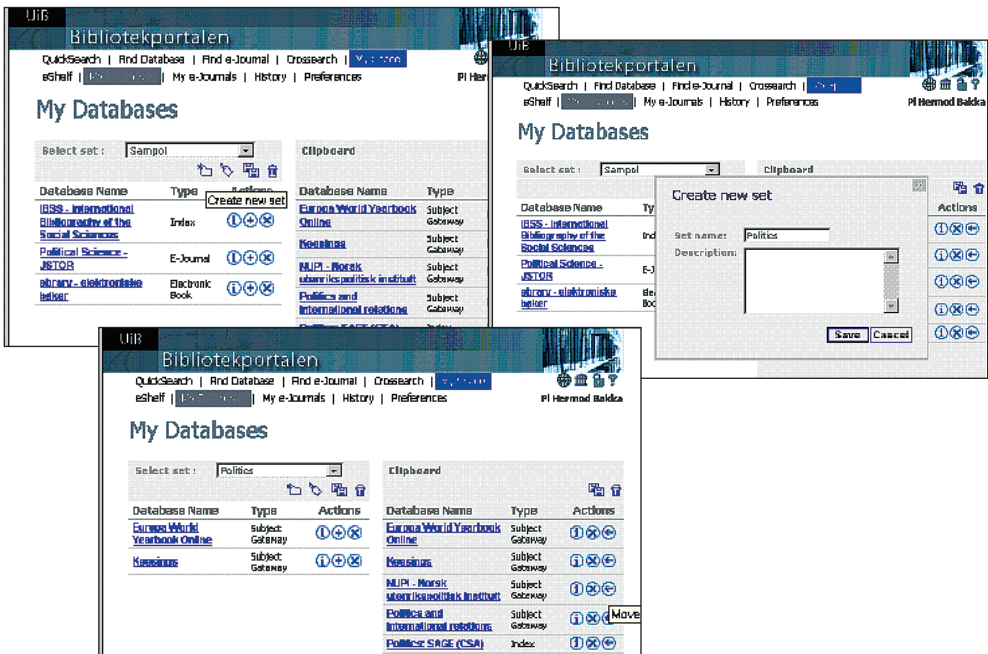 UiB
Bibliotekportalen
QuickSearch | Find Database | Find e-Journal | Crossearch |
eShelf | | My e-Journals | History | Preferences
My Databases
Select set : Sampol
Create new set
Database Name Type Actions
IBSS - International Bibliography of the Social Sciences Index
Political Science - JSTOR E-Journal
ebrary - elektroniske bøker Electronic Book
Clipboard
Database Name Type
Europa World Yearbook Online Subject Gateway
Keesings Subject Gateway
NUPI - Norsk utenrikspolitisk institutt Subject Gateway
Politics and International relations Subject Gateway
UiB
Bibliotekportalen
QuickSearch | Find Database | Find e-Journal | Crossearch |
eShelf | | My e-Journals | History | Preferences
Pl Hermod Bakka
My Databases
Select set : Sampol
Clipboard
Database Name Ty
Actions
IBSS - International Bibliography of the Social Sciences Ind
Political Science - JSTOR E-J
ebrary - elektroniske bøker Ele Boo
Create new set
Set name: Politics
Description:
Save Cancel
UiB
Bibliotekportalen
QuickSearch | Find Database | Find e-Journal | Crossearch |
eShelf | | My e-Journals | History | Preferences
Pl Hermod Bakka
My Databases
Select set : Politics
Database Name Type Actions
Europa World Yearbook Online Subject Gateway
Keesings Subject Gateway
Clipboard
Database Name Type Actions
Europa World Yearbook Online Subject Gateway
Keesings Subject Gateway
NUPI - Norsk utenrikspolitisk institutt Subject Gateway
Politics and International relations Subject Gateway
Move
Politics: SAGE (CSA) Index